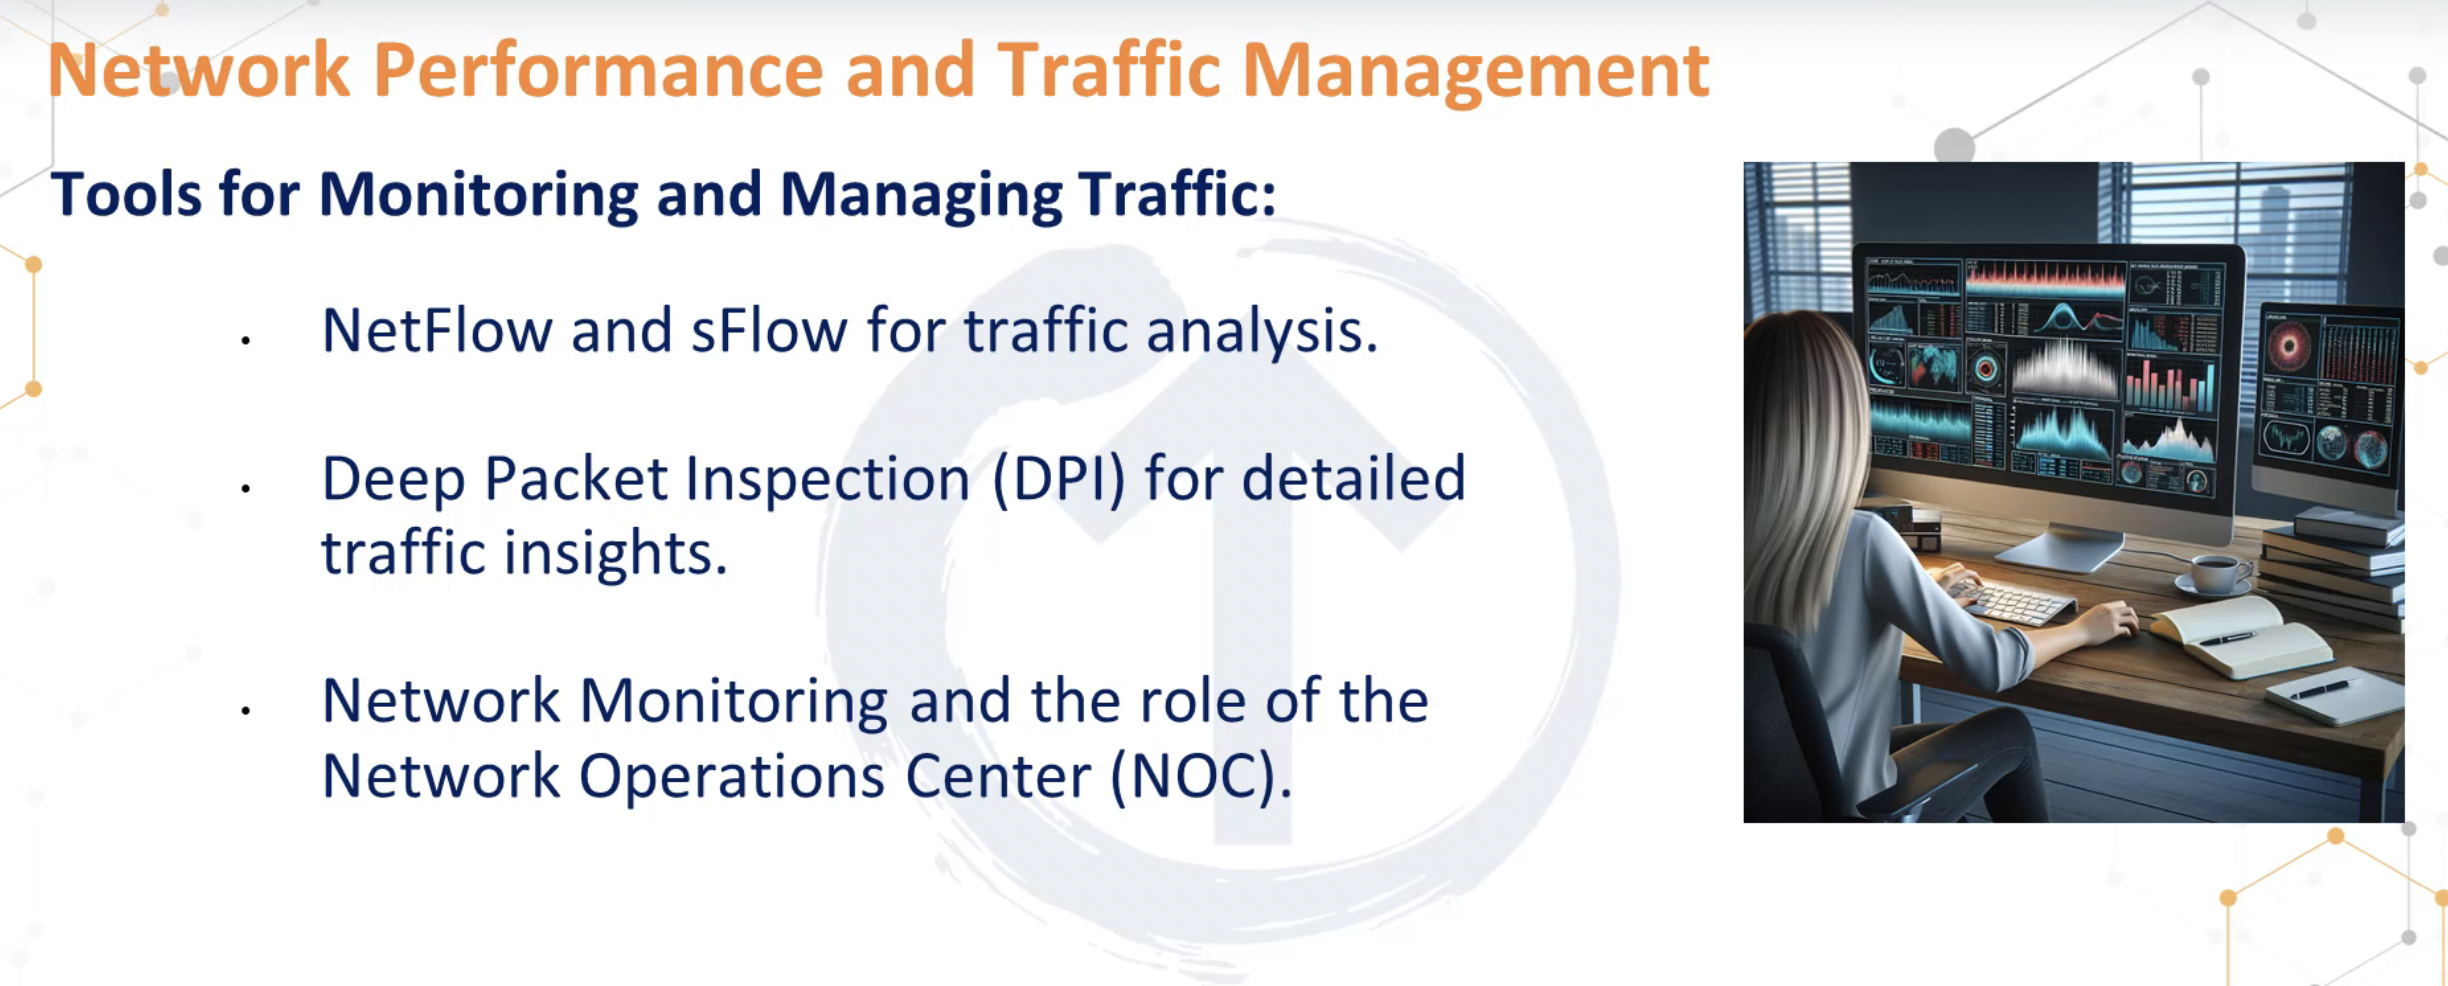 Network Performance and Traffic Management
Tools for Monitoring and Managing Traffic:
· NetFlow and sFlow for traffic analysis.
· Deep Packet Inspection (DPI) for detailed
traffic insights.
· Network Monitoring and the role of the
Network Operations Center (NOC).